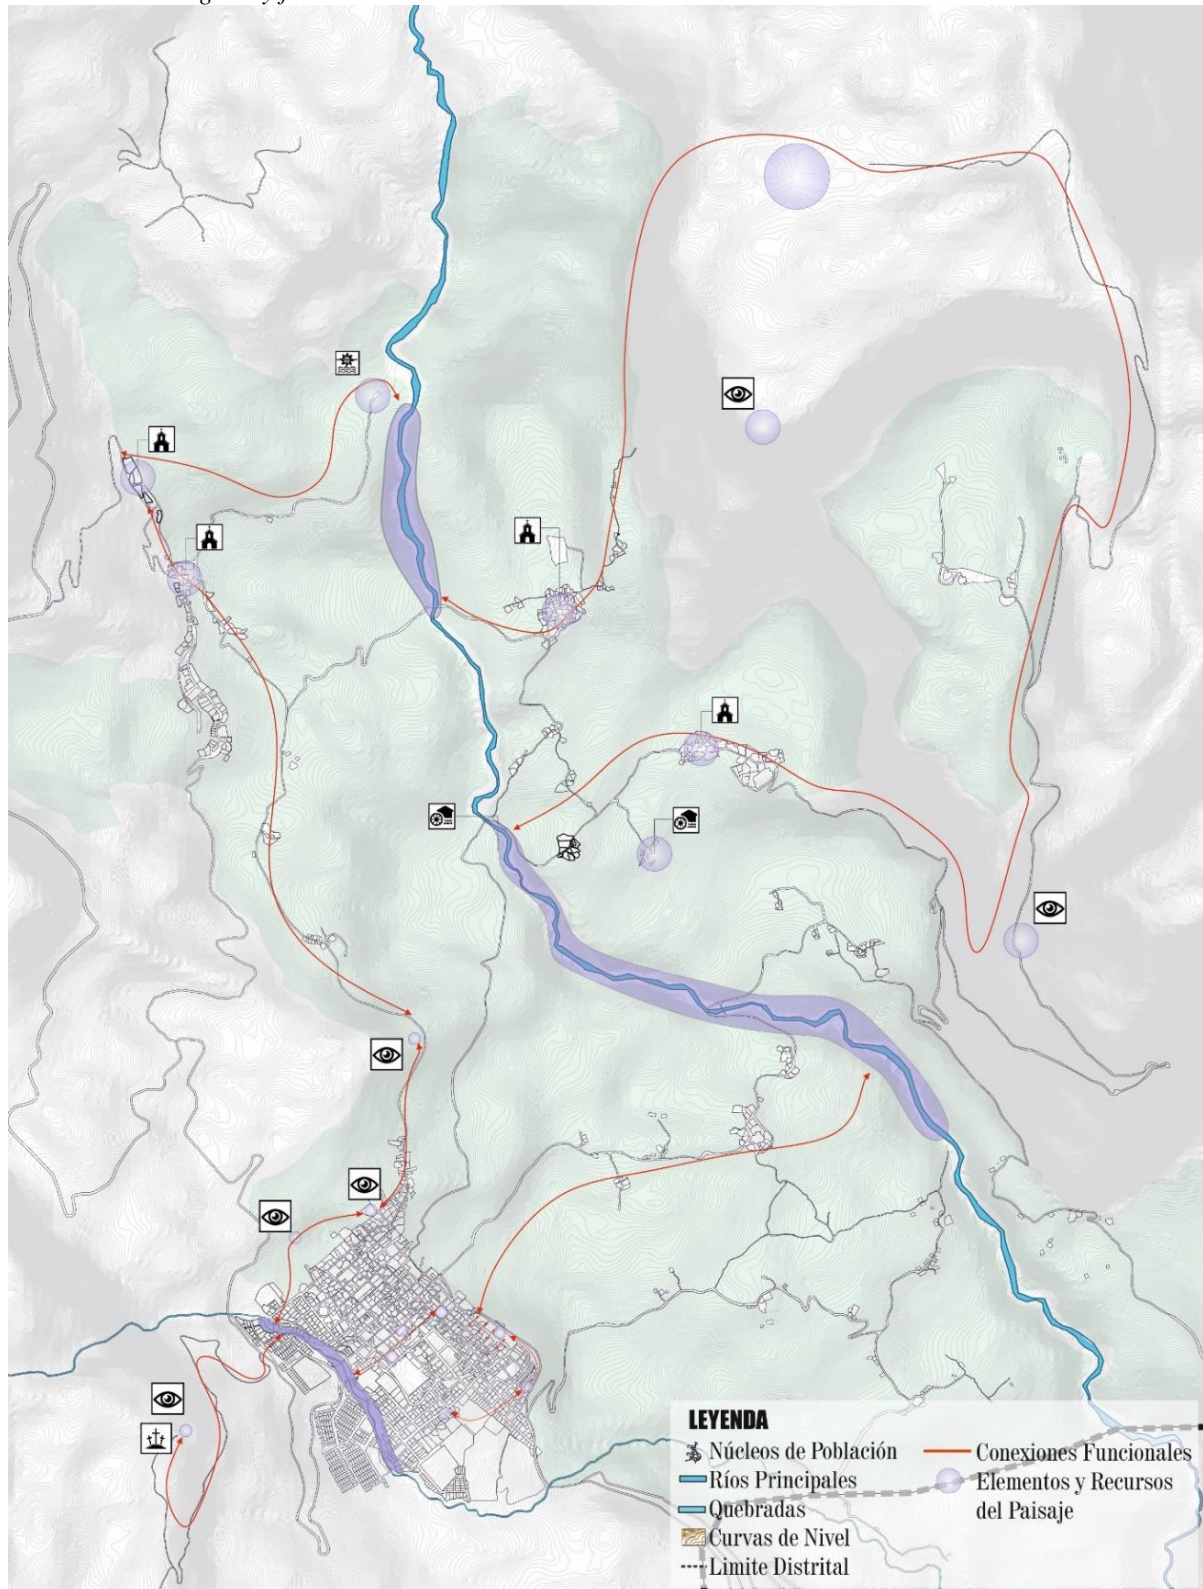 LEYENDA
Núcleos de Población
Ríos Principales
Quebradas
Curvas de Nivel
Limite Distrital
Conexiones Funcionales
Elementos y Recursos
del Paisaje